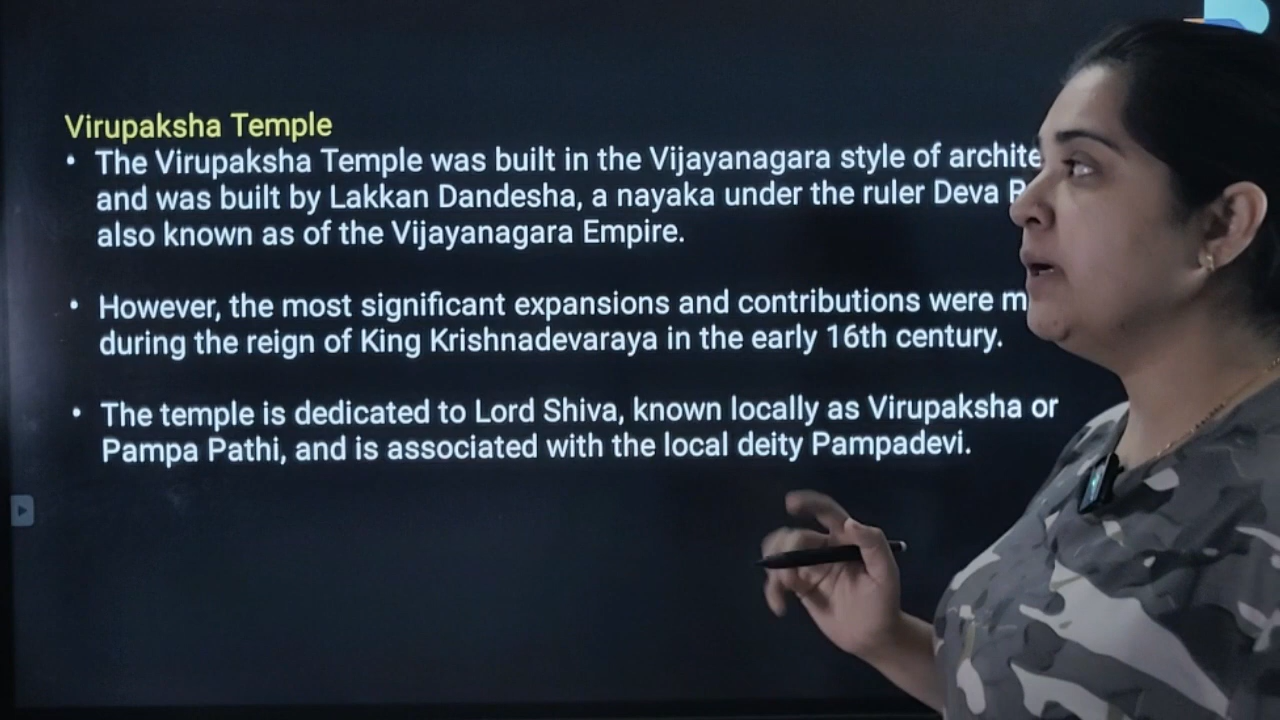 Virupaksha Temple
• The Virupaksha Temple was built in the Vijayanagara style of
and was built by Lakkan Dandesha, a nayaka under the ruler Deva
also known as of the Vijayanagara Empire.
• However, the most significant expansions and contributions were
during the reign of King Krishnadevaraya in the early 16th century.
• The temple is dedicated to Lord Shiva, known locally as Virupaksha or
Pampa Pathi, and is associated with the local deity Pampadevi.